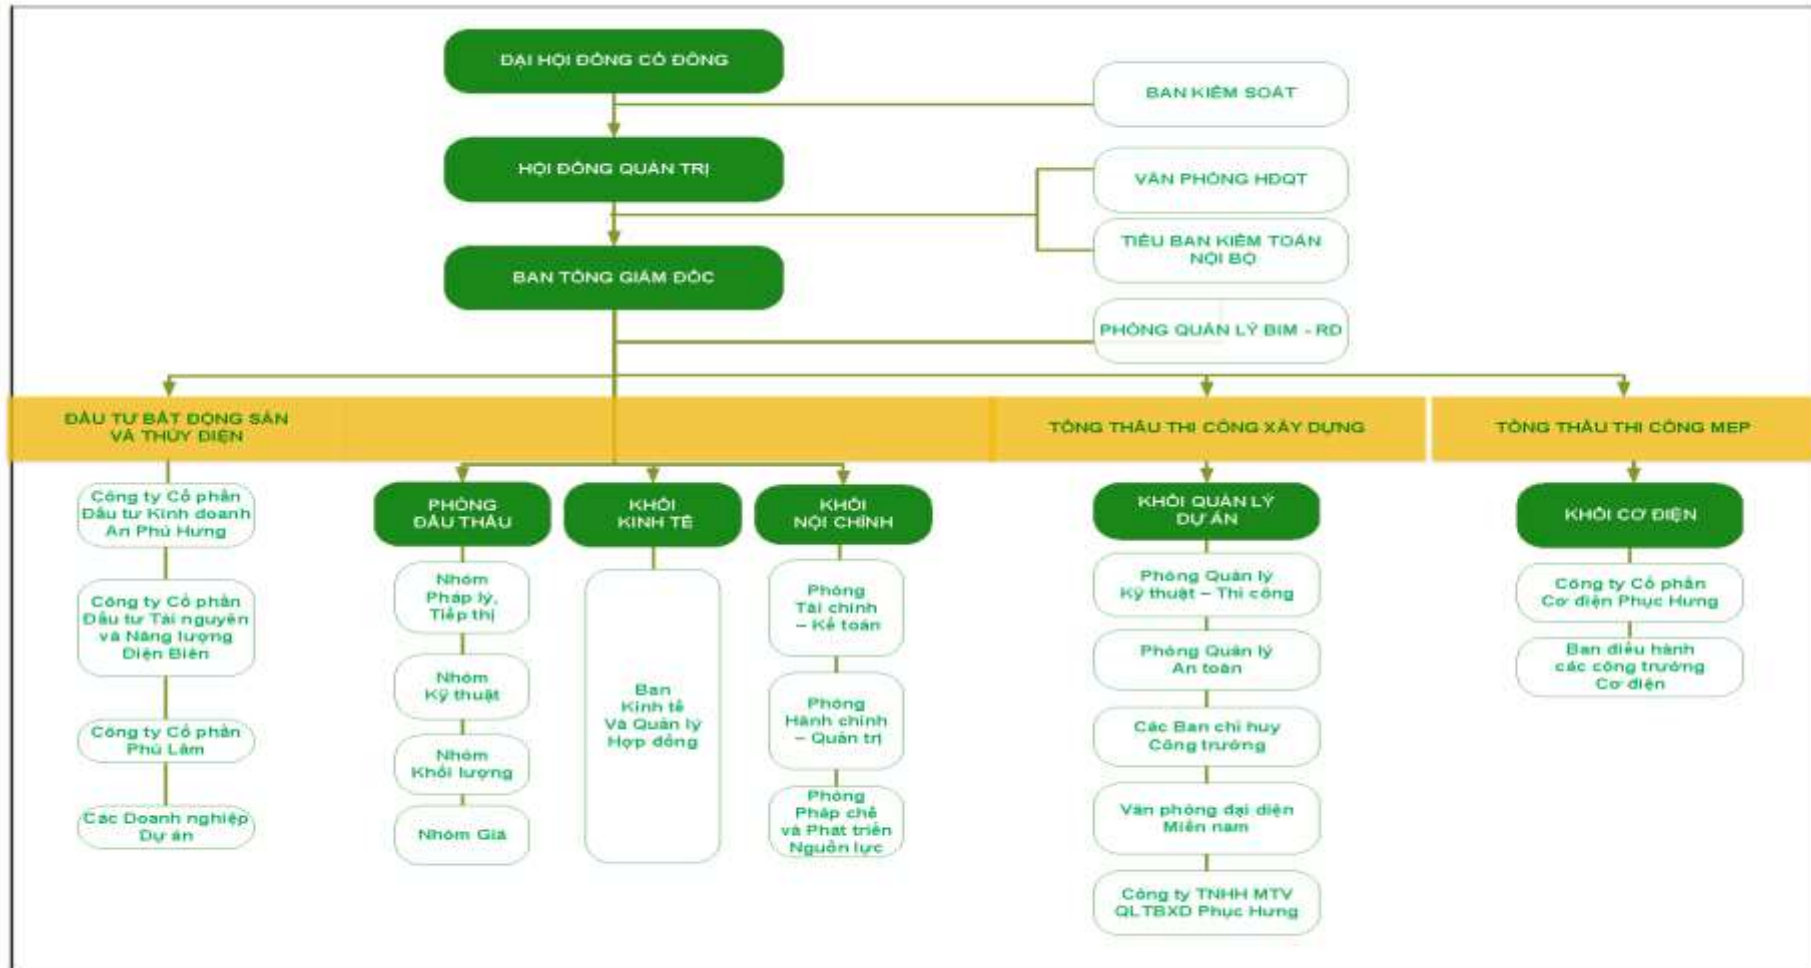 ĐẠI HỘI ĐỒNG CỔ ĐÔNG
BAN KIỂM SOÁT
HỘI ĐỒNG QUẢN TRỊ
VĂN PHÒNG HĐQT
TIỂU BAN KIỂM TOÁN
NỘI BỘ
BAN TỔNG GIÁM ĐỐC
PHÒNG QUẢN LÝ BIM - RD
ĐẦU TƯ BẤT ĐỘNG SẢN
VÀ THỦY ĐIỆN
TỔNG THẦU THI CÔNG XÂY DỰNG
TỔNG THẦU THI CÔNG MEP
Công ty Cổ phần
Đầu tư Kinh doanh
An Phú Hưng
Công ty Cổ phần
Đầu tư Tài nguyên
và Năng lượng
Điện Biên
Công ty Cổ phần
Phú Lâm
Các Doanh nghiệp
Dự án
PHÒNG
ĐẤU THẦU
Nhóm
Pháp lý,
Tiếp thị
Nhóm
Kỹ thuật
Nhóm
Khối lượng
Nhóm Giá
KHỐI
KINH TẾ
Ban
Kinh tế
Và Quản lý
Hợp đồng
KHỐI
NỘI CHÍNH
Phòng
Tài chính
– Kế toán
Phòng
Hành chính
– Quản trị
Phòng
Pháp chế
và Phát triển
Nguồn lực
KHỐI QUẢN LÝ
DỰ ÁN
Phòng Quản lý
Kỹ thuật – Thi công
Phòng Quản lý
An toàn
Các Ban chỉ huy
Công trường
Văn phòng đại diện
Miền nam
Công ty TNHH MTV
QLTBXD Phục Hưng
KHỐI CƠ ĐIỆN
Công ty Cổ phần
Cơ điện Phục Hưng
Ban điều hành
các công trường
Cơ điện